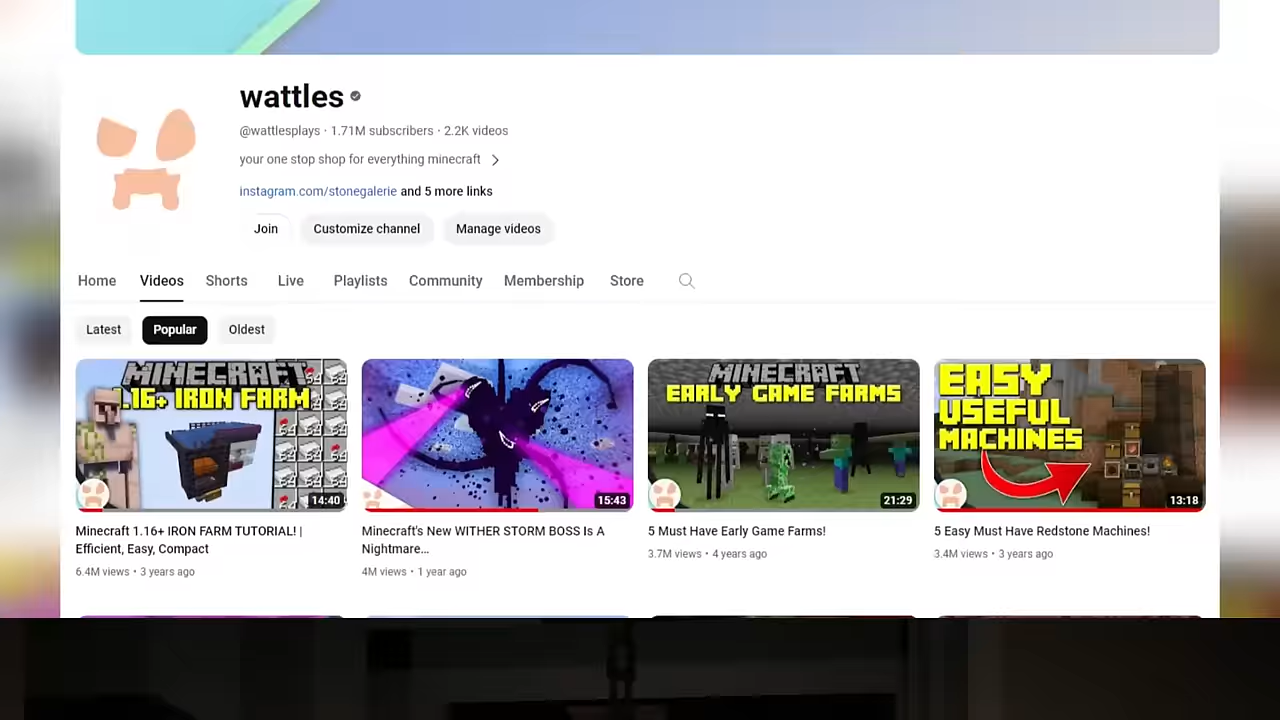 wattles
@wattlesplays · 1.71M subscribers · 2.2K videos
your one stop shop for everything minecraft
instagram.com/stonegalerie and 5 more links
Join
Customize channel
Manage videos
Home
Videos
Shorts
Live
Playlists
Community
Membership
Store
Latest
Popular
Oldest
MINECRAFT
1.16+ IRON FARM
14:40
Minecraft 1.16+ IRON FARM TUTORIAL! |
Efficient, Easy, Compact
6.4M views • 3 years ago
15:43
Minecraft's New WITHER STORM BOSS Is A
Nightmare...
4M views • 1 year ago
MINECRAFT
EARLY GAME FARMS
21:29
5 Must Have Early Game Farms!
3.7M views • 4 years ago
EASY
USEFUL
MACHINES
13:18
5 Easy Must Have Redstone Machines!
3.4M views • 3 years ago